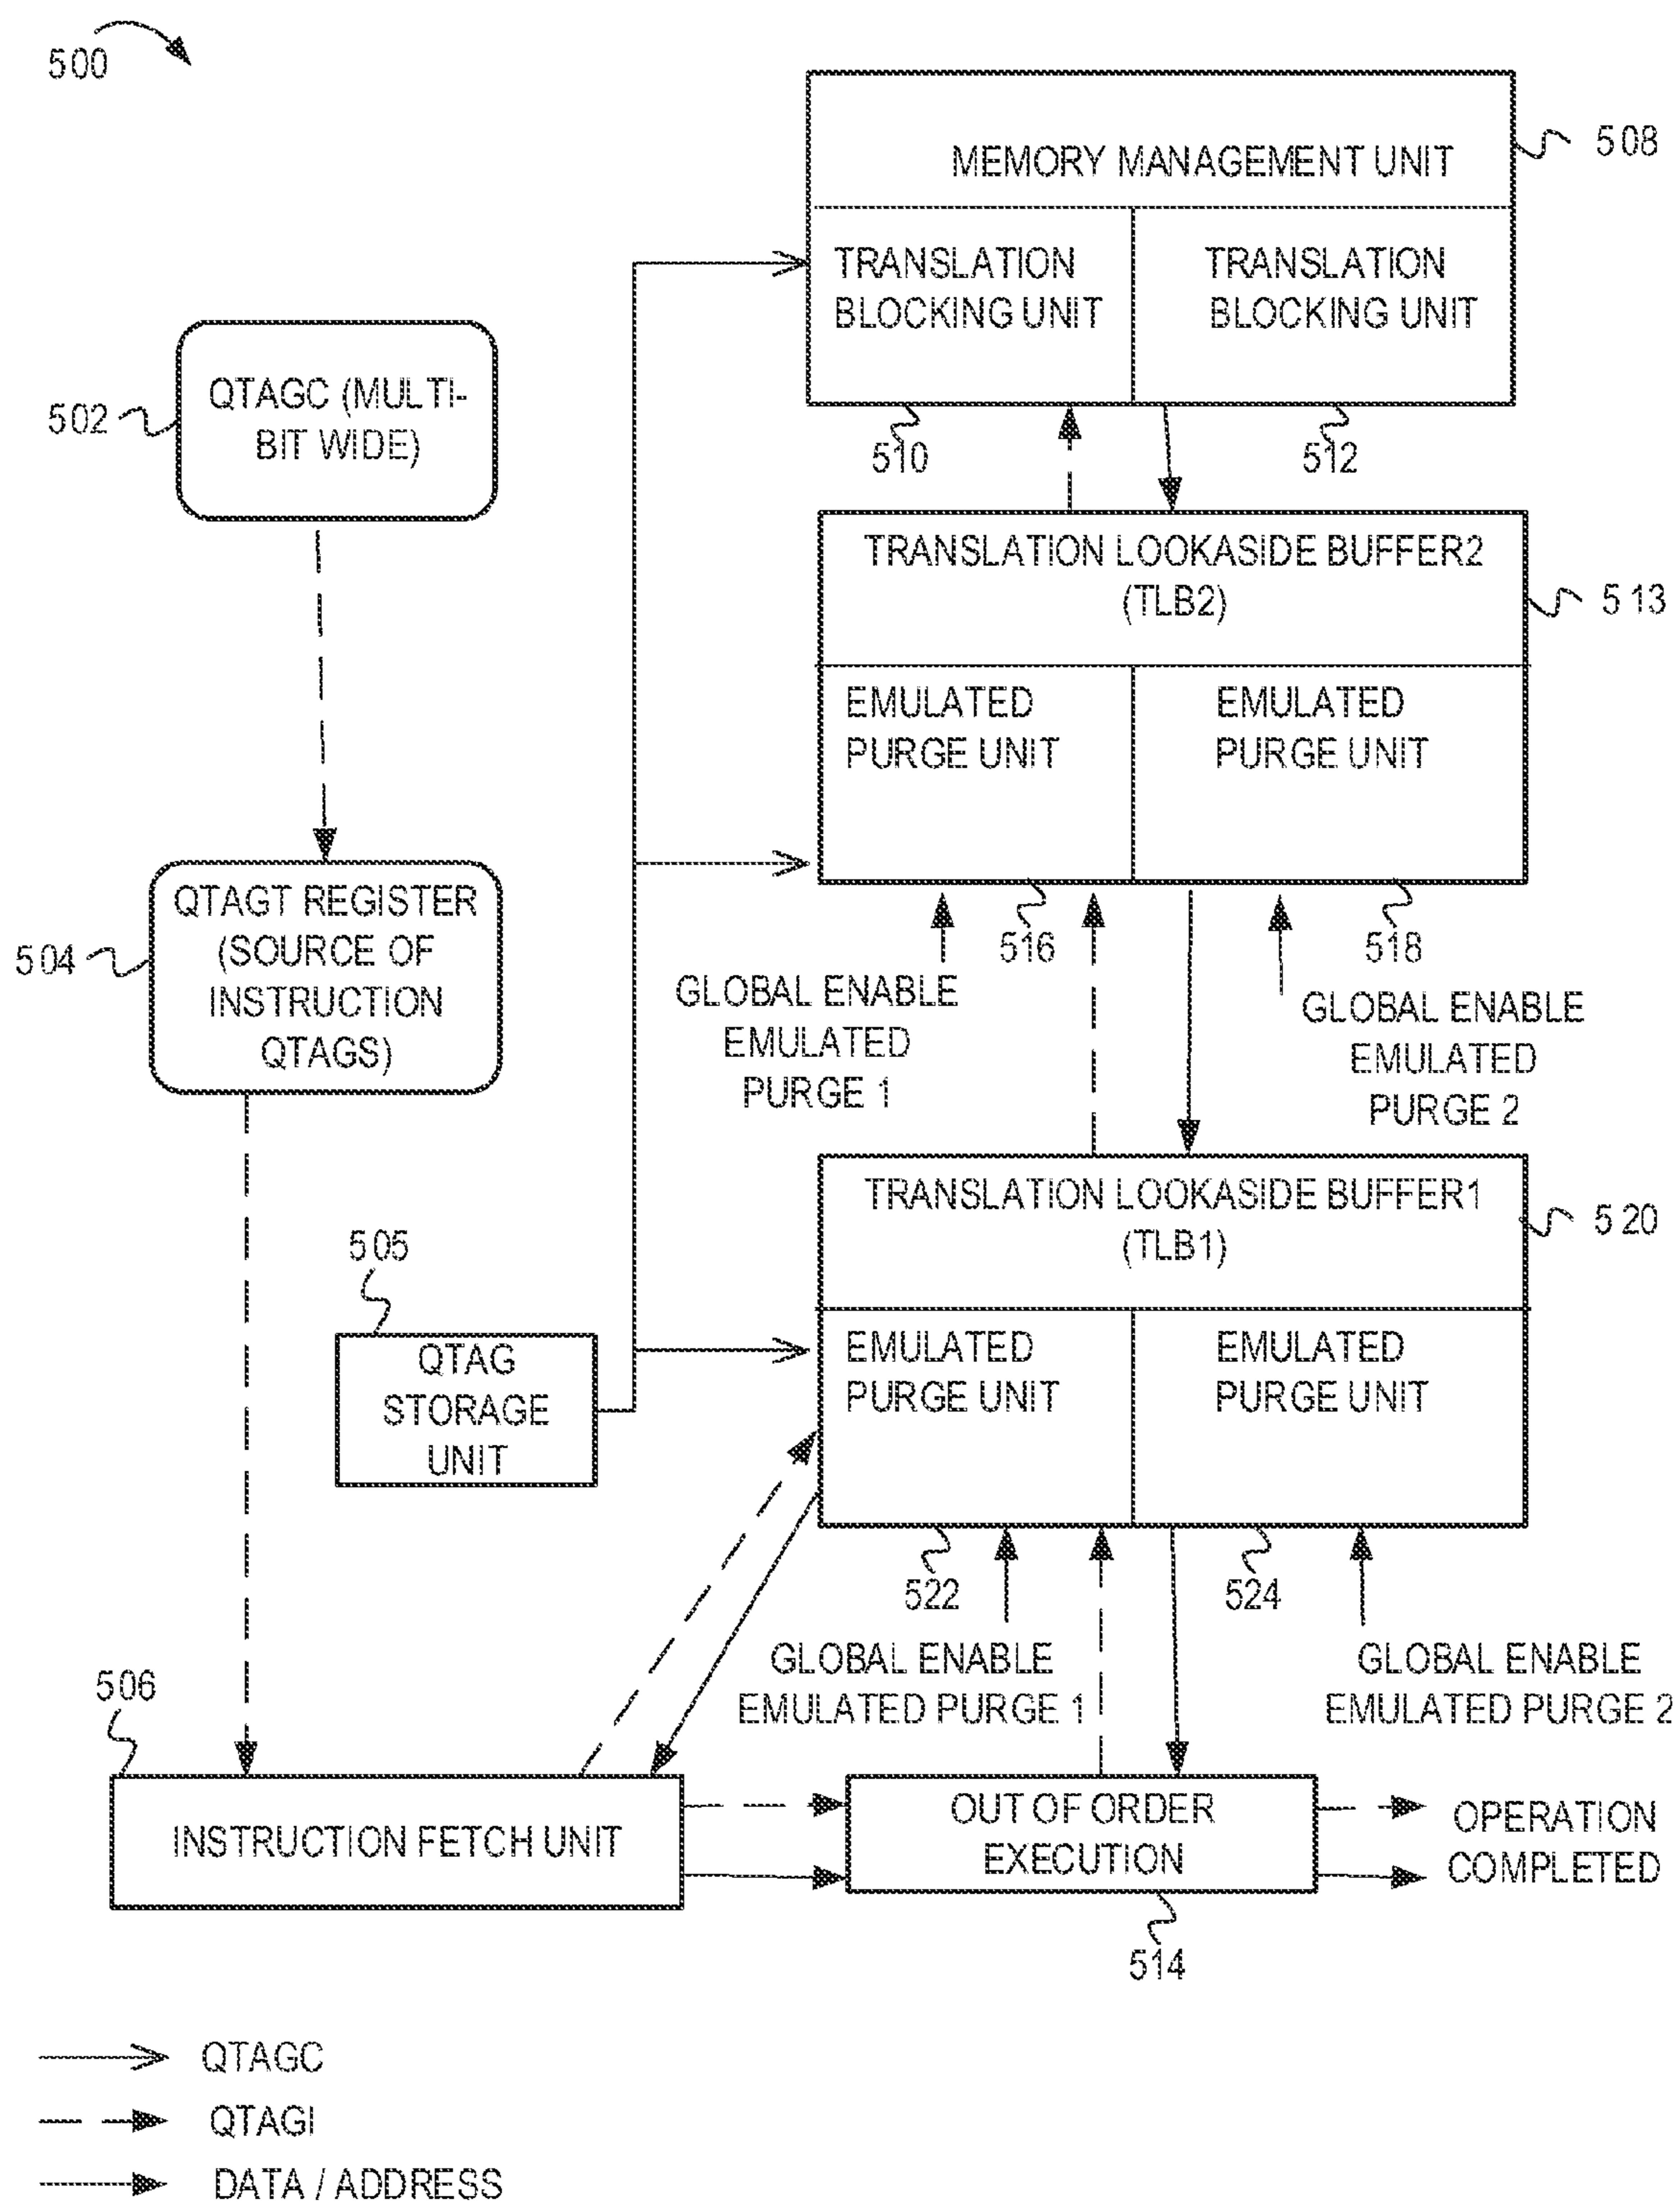 500
508
MEMORY MANAGEMENT UNIT
TRANSLATION
BLOCKING UNIT
TRANSLATION
BLOCKING UNIT
510
512
502
QTAGC (MULTI-
BIT WIDE)
TRANSLATION LOOKASIDE BUFFER2
(TLB2)
513
EMULATED
PURGE UNIT
EMULATED
PURGE UNIT
516
518
504
QTAGT REGISTER
(SOURCE OF
INSTRUCTION
QTAGS)
GLOBAL ENABLE
EMULATED
PURGE 1
GLOBAL ENABLE
EMULATED
PURGE 2
TRANSLATION LOOKASIDE BUFFER1
(TLB1)
520
505
QTAG
STORAGE
UNIT
EMULATED
PURGE UNIT
EMULATED
PURGE UNIT
522
524
GLOBAL ENABLE
EMULATED PURGE 1
GLOBAL ENABLE
EMULATED PURGE 2
506
INSTRUCTION FETCH UNIT
OUT OF ORDER
EXECUTION
OPERATION
COMPLETED
514
QTAGC
QTAGI
DATA / ADDRESS